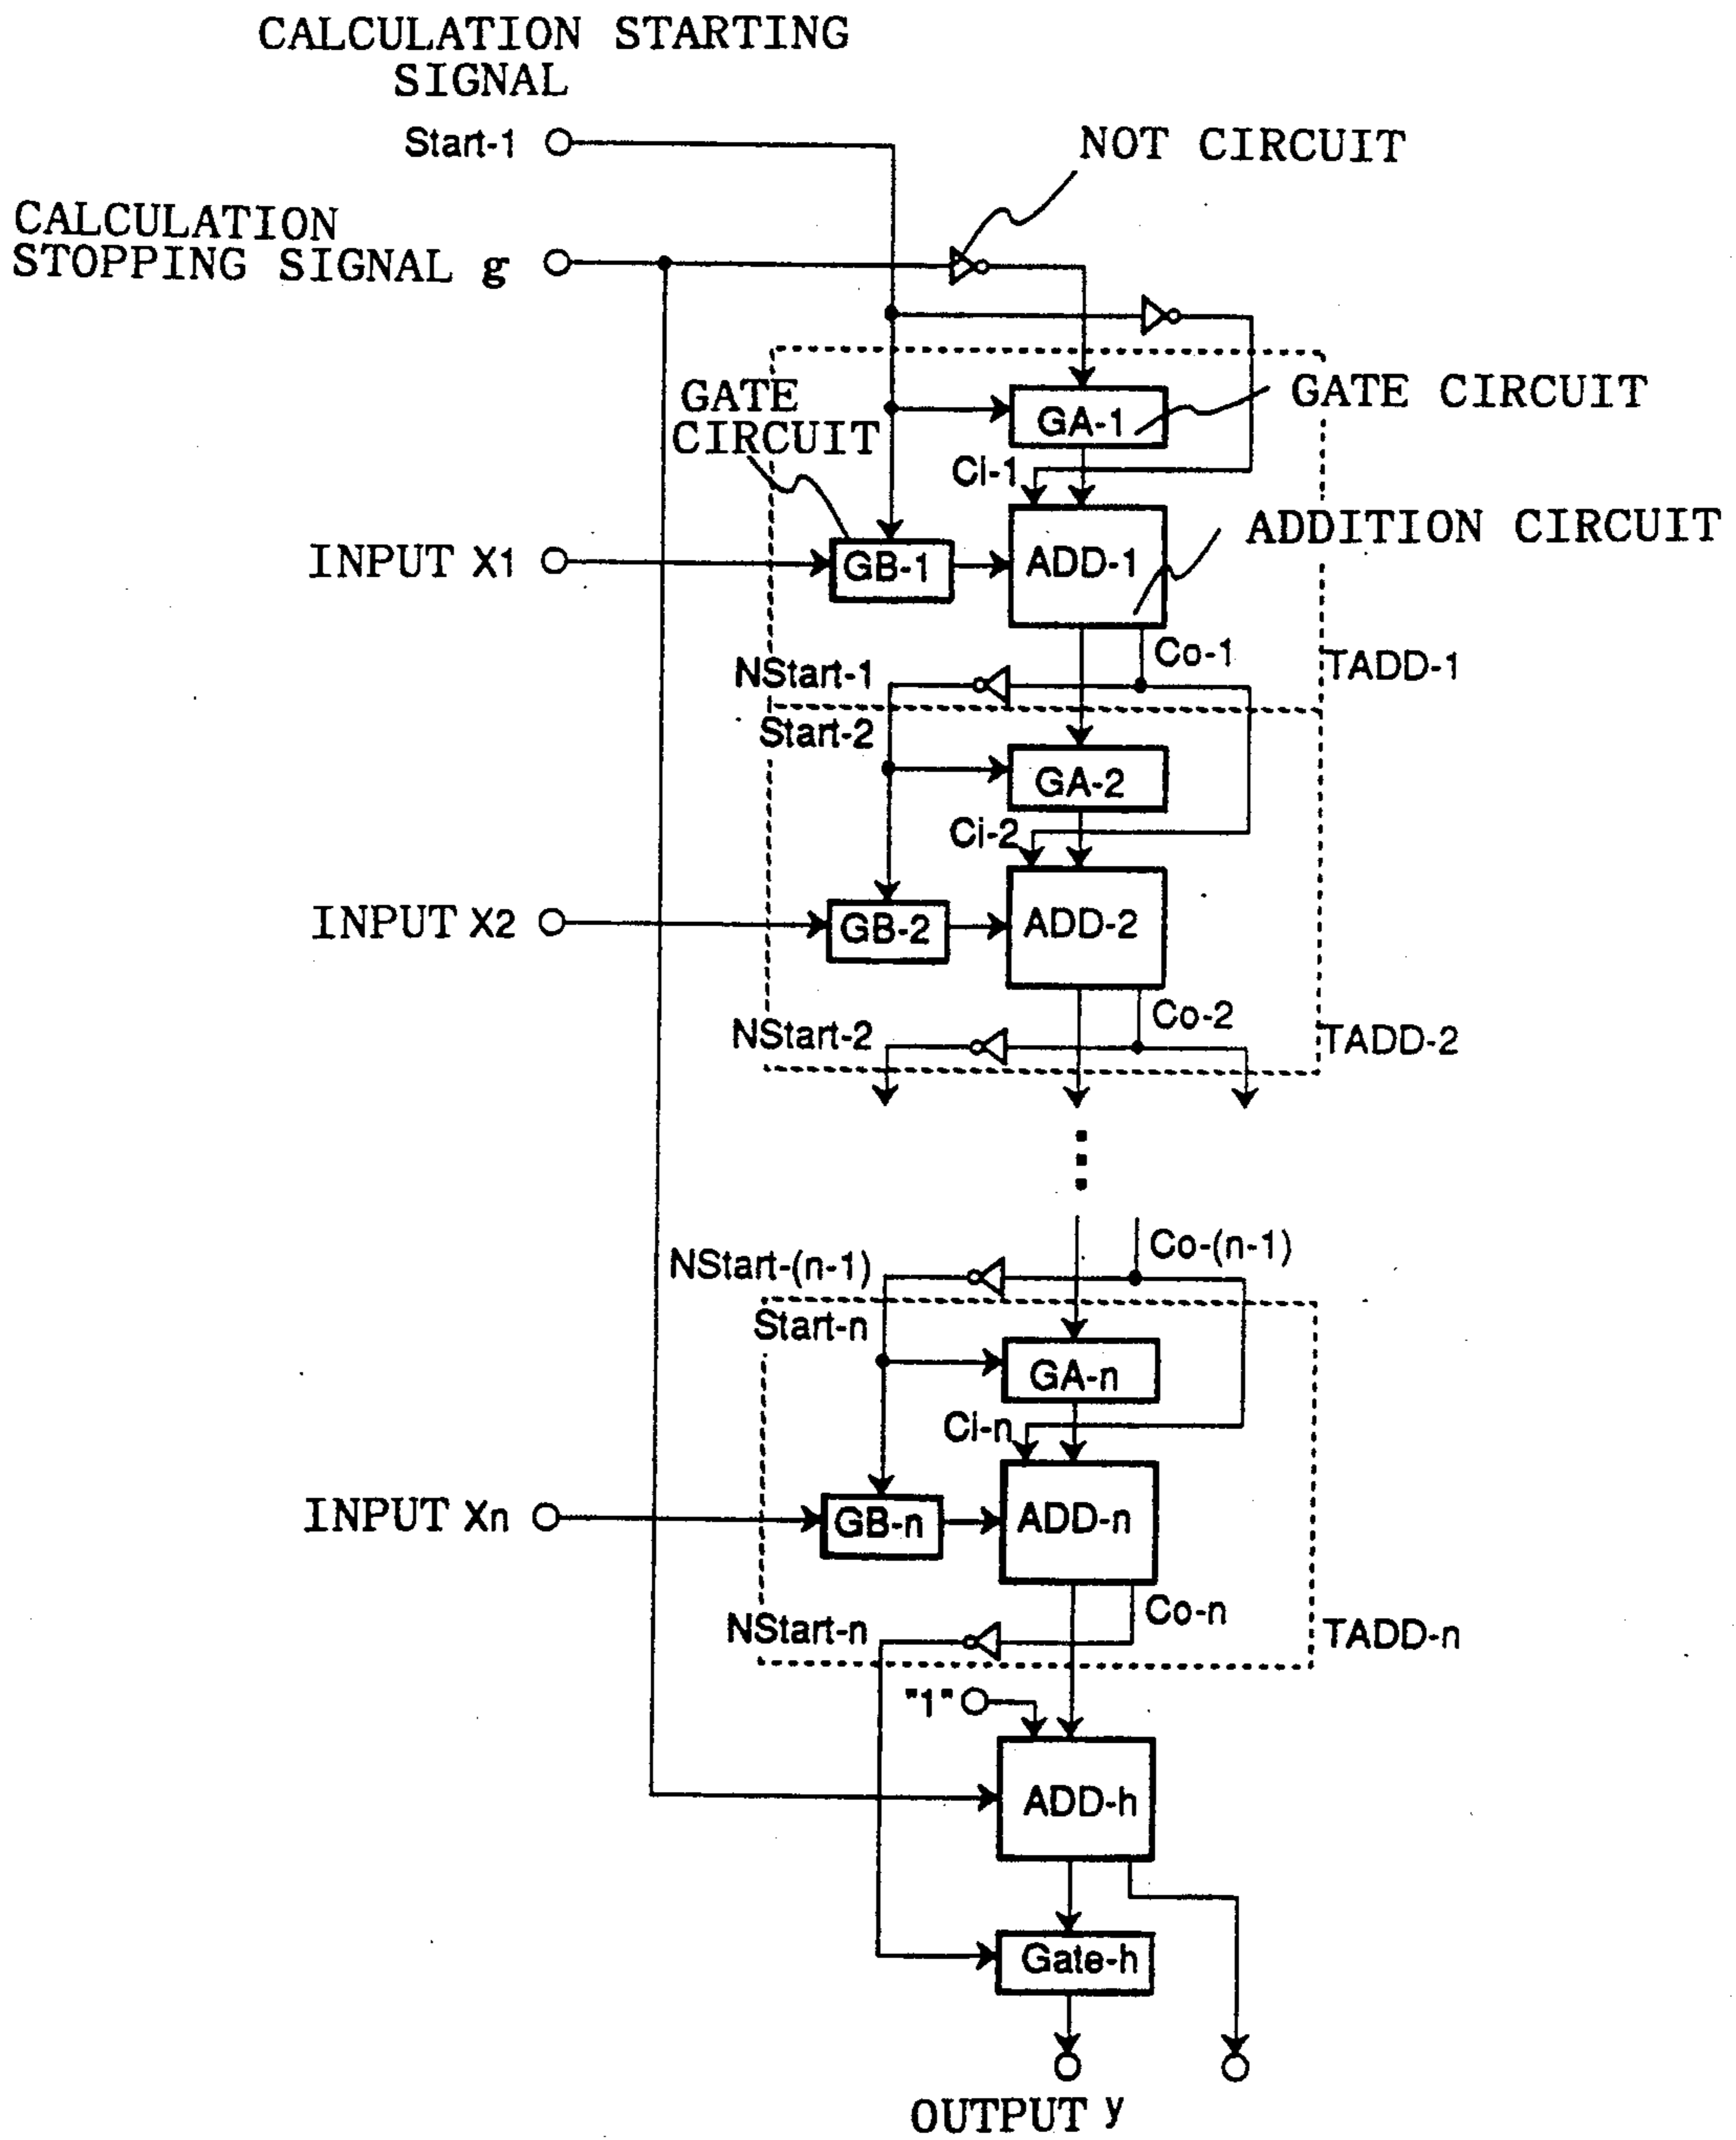 CALCULATION STARTING
SIGNAL
Start-1
NOT CIRCUIT
CALCULATION
STOPPING SIGNAL g
GATE
CIRCUIT
GA-1
GATE CIRCUIT
Ci-1
ADDITION CIRCUIT
INPUT X1
GB-1
ADD-1
Co-1
NStart-1
TADD-1
Start-2
GA-2
Ci-2
INPUT X2
GB-2
ADD-2
Co-2
NStart-2
TADD-2
Co-(n-1)
NStart-(n-1)
Start-n
GA-n
Ci-n
INPUT Xn
GB-n
ADD-n
Co-n
NStart-n
TADD-n
"1"
ADD-h
Gate-h
OUTPUT y